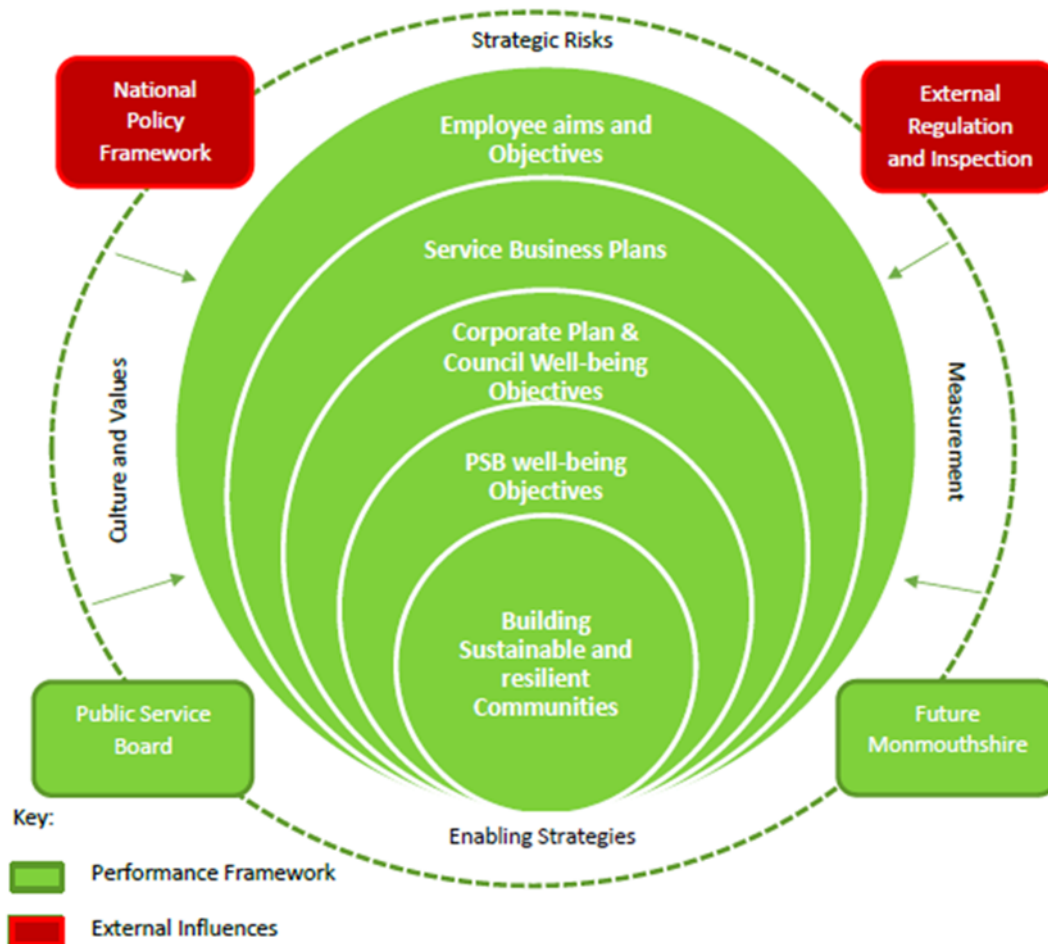 Strategic Risks
National
Policy
Framework
External
Regulation
and Inspection
Employee aims and
Objectives
Service Business Plans
Corporate Plan &
Council Well-being
Objectives
Culture and Values
Measurement
PSB well-being
Objectives
Building
Sustainable and
resilient
Communities
Public Service
Board
Future
Monmouthshire
Enabling Strategies
Key:
Performance Framework
External Influences